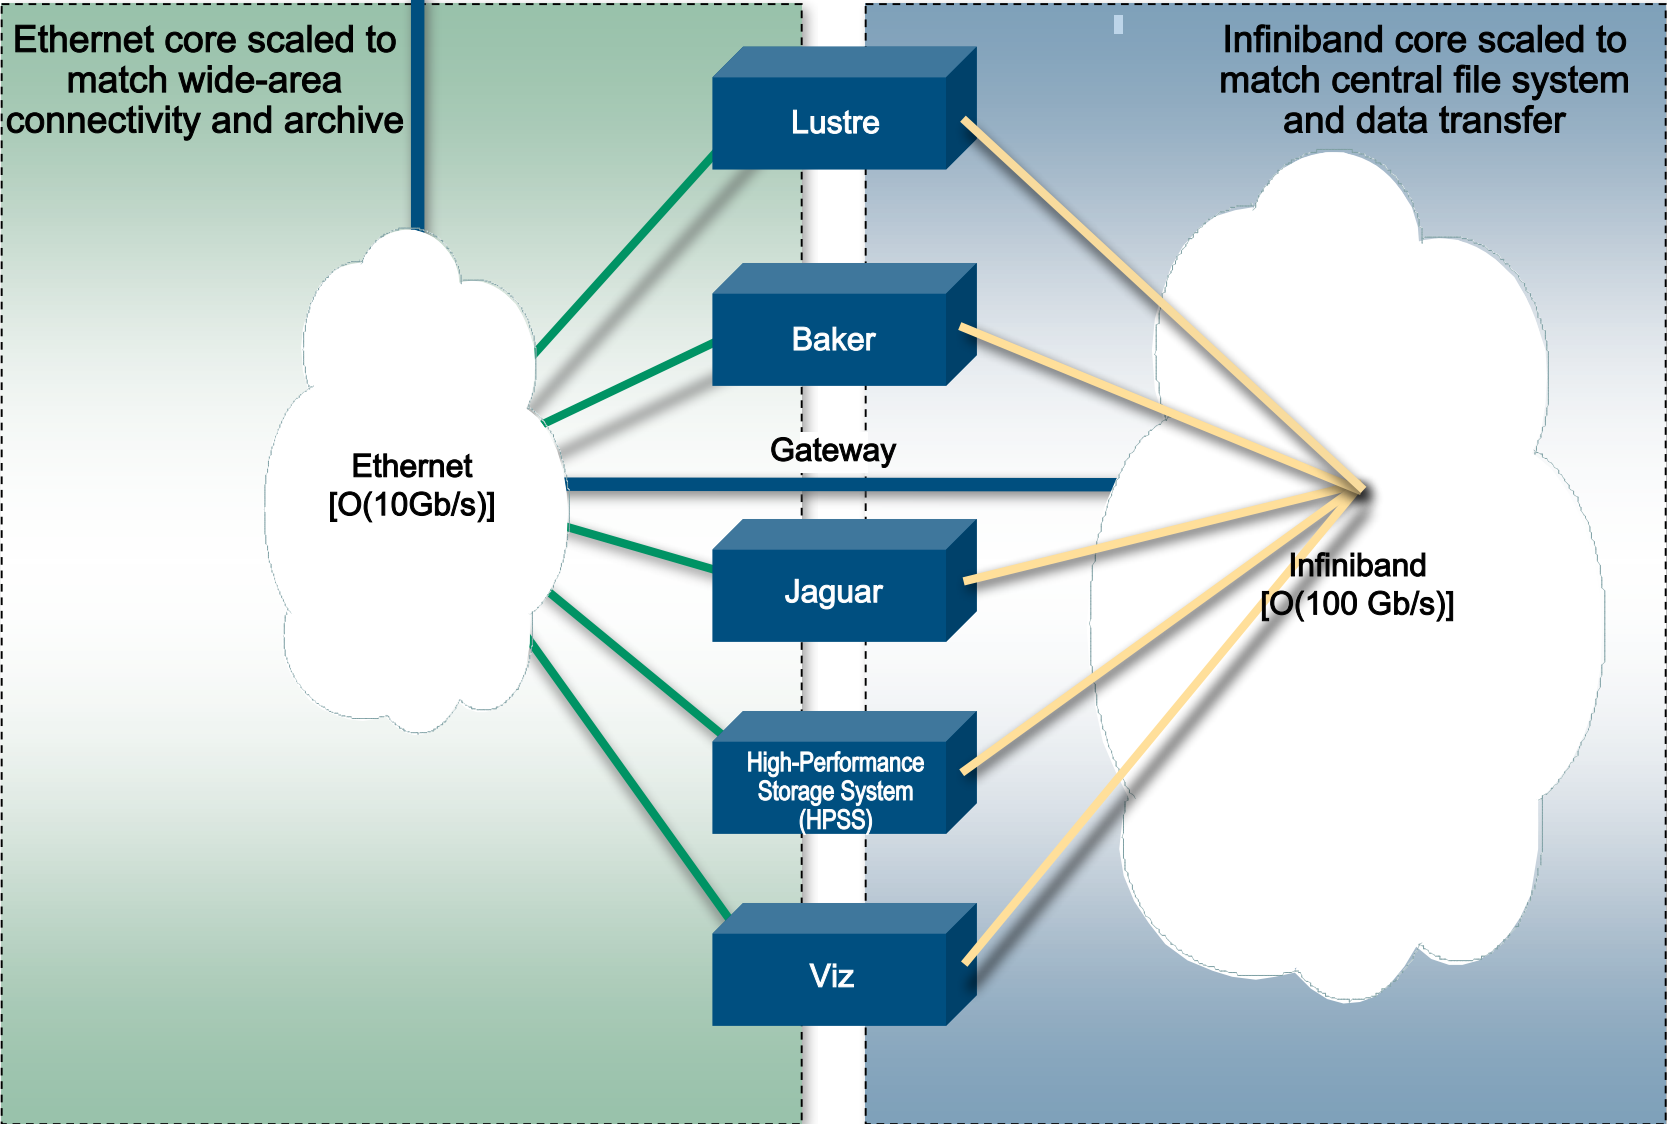 Ethernet core scaled to
match wide-area
connectivity and archive
Infiniband core scaled to
match central file system
and data transfer
Lustre
Baker
Gateway
Ethernet
[O(10Gb/s)]
Jaguar
Infiniband
[O(100 Gb/s)]
High-Performance
Storage System
(HPSS)
Viz